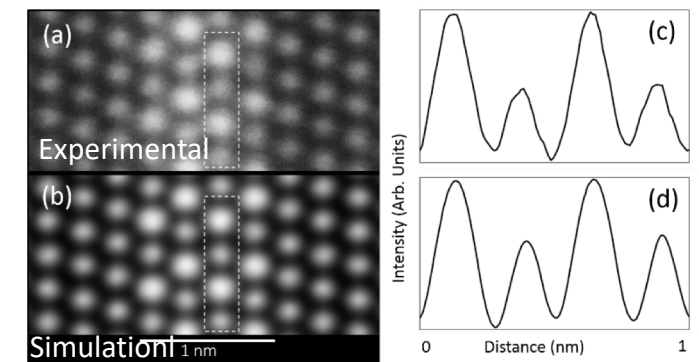 (a)
Experimental
(b)
Simulationl
1 nm
(c)
(d)
Intensity (Arb. Units)
0 Distance (nm) 1